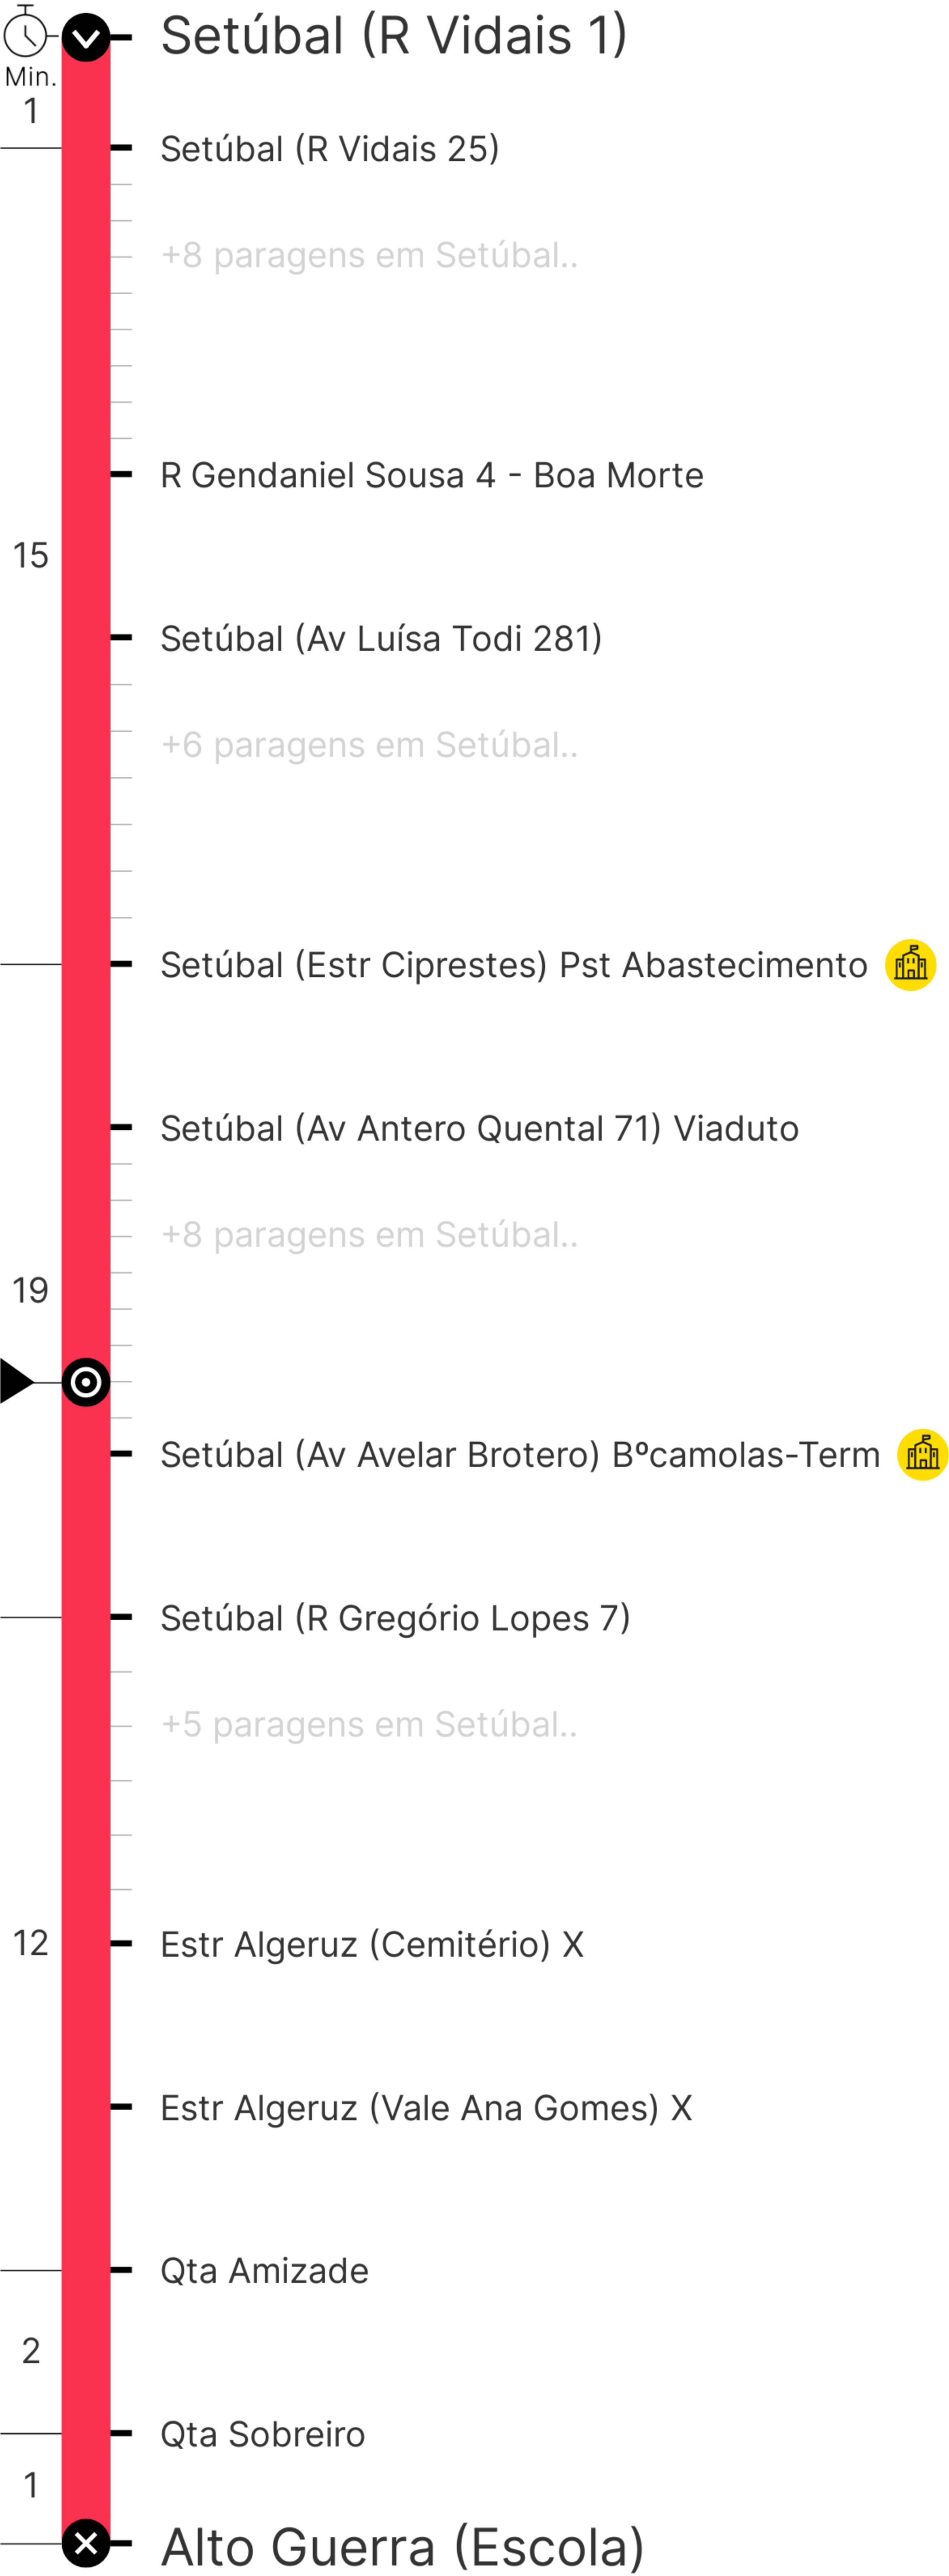 Setúbal (R Vidais 1)
Min.
1
Setúbal (R Vidais 25)
+8 paragens em Setúbal..
R Gendaniel Sousa 4 - Boa Morte
15
Setúbal (Av Luísa Todi 281)
+6 paragens em Setúbal..
Setúbal (Estr Ciprestes) Pst Abastecimento
Setúbal (Av Antero Quental 71) Viaduto
+8 paragens em Setúbal..
19
Setúbal (Av Avelar Brotero) Bºcamolas-Term
Setúbal (R Gregório Lopes 7)
+5 paragens em Setúbal..
12
Estr Algeruz (Cemitério) X
Estr Algeruz (Vale Ana Gomes) X
Qta Amizade
2
Qta Sobreiro
1
Alto Guerra (Escola)